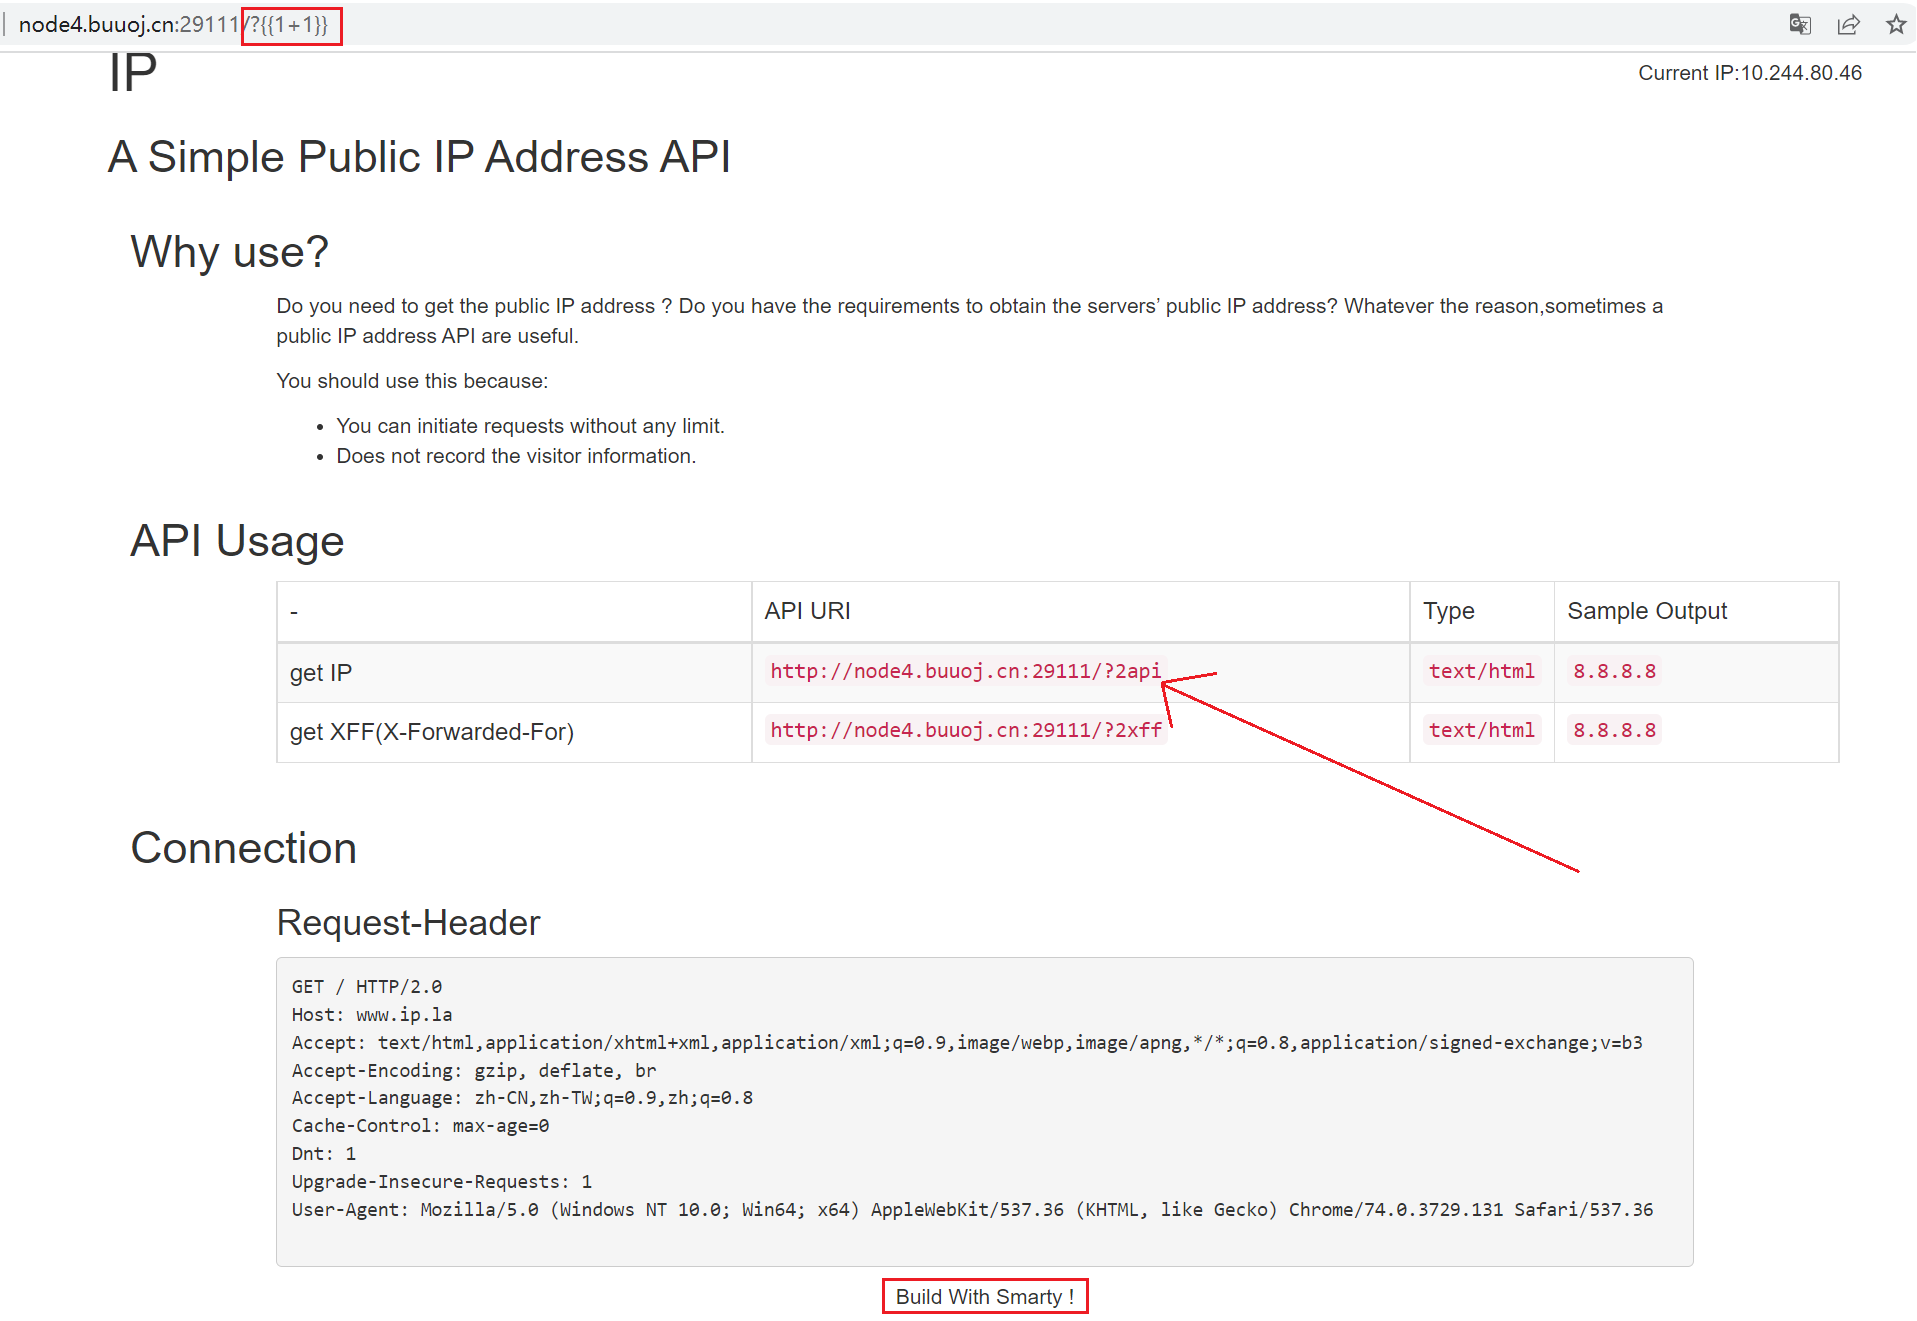 node4.buuoj.cn:29111/?{{1+1}}
IP
Current IP:10.244.80.46
A Simple Public IP Address API
Why use?
Do you need to get the public IP address ? Do you have the requirements to obtain the servers’ public IP address? Whatever the reason,sometimes a
public IP address API are useful.
You should use this because:
• You can initiate requests without any limit.
• Does not record the visitor information.
API Usage
- API URI Type Sample Output
get IP http://node4.buuoj.cn:29111/?2api text/html 8.8.8.8
get XFF(X-Forwarded-For) http://node4.buuoj.cn:29111/?2xff text/html 8.8.8.8
Connection
Request-Header
GET / HTTP/2.0
Host: www.ip.la
Accept: text/html,application/xhtml+xml,application/xml;q=0.9,image/webp,image/apng,*/*;q=0.8,application/signed-exchange;v=b3
Accept-Encoding: gzip, deflate, br
Accept-Language: zh-CN,zh-TW;q=0.9,zh;q=0.8
Cache-Control: max-age=0
Dnt: 1
Upgrade-Insecure-Requests: 1
User-Agent: Mozilla/5.0 (Windows NT 10.0; Win64; x64) AppleWebKit/537.36 (KHTML, like Gecko) Chrome/74.0.3729.131 Safari/537.36
Build With Smarty !